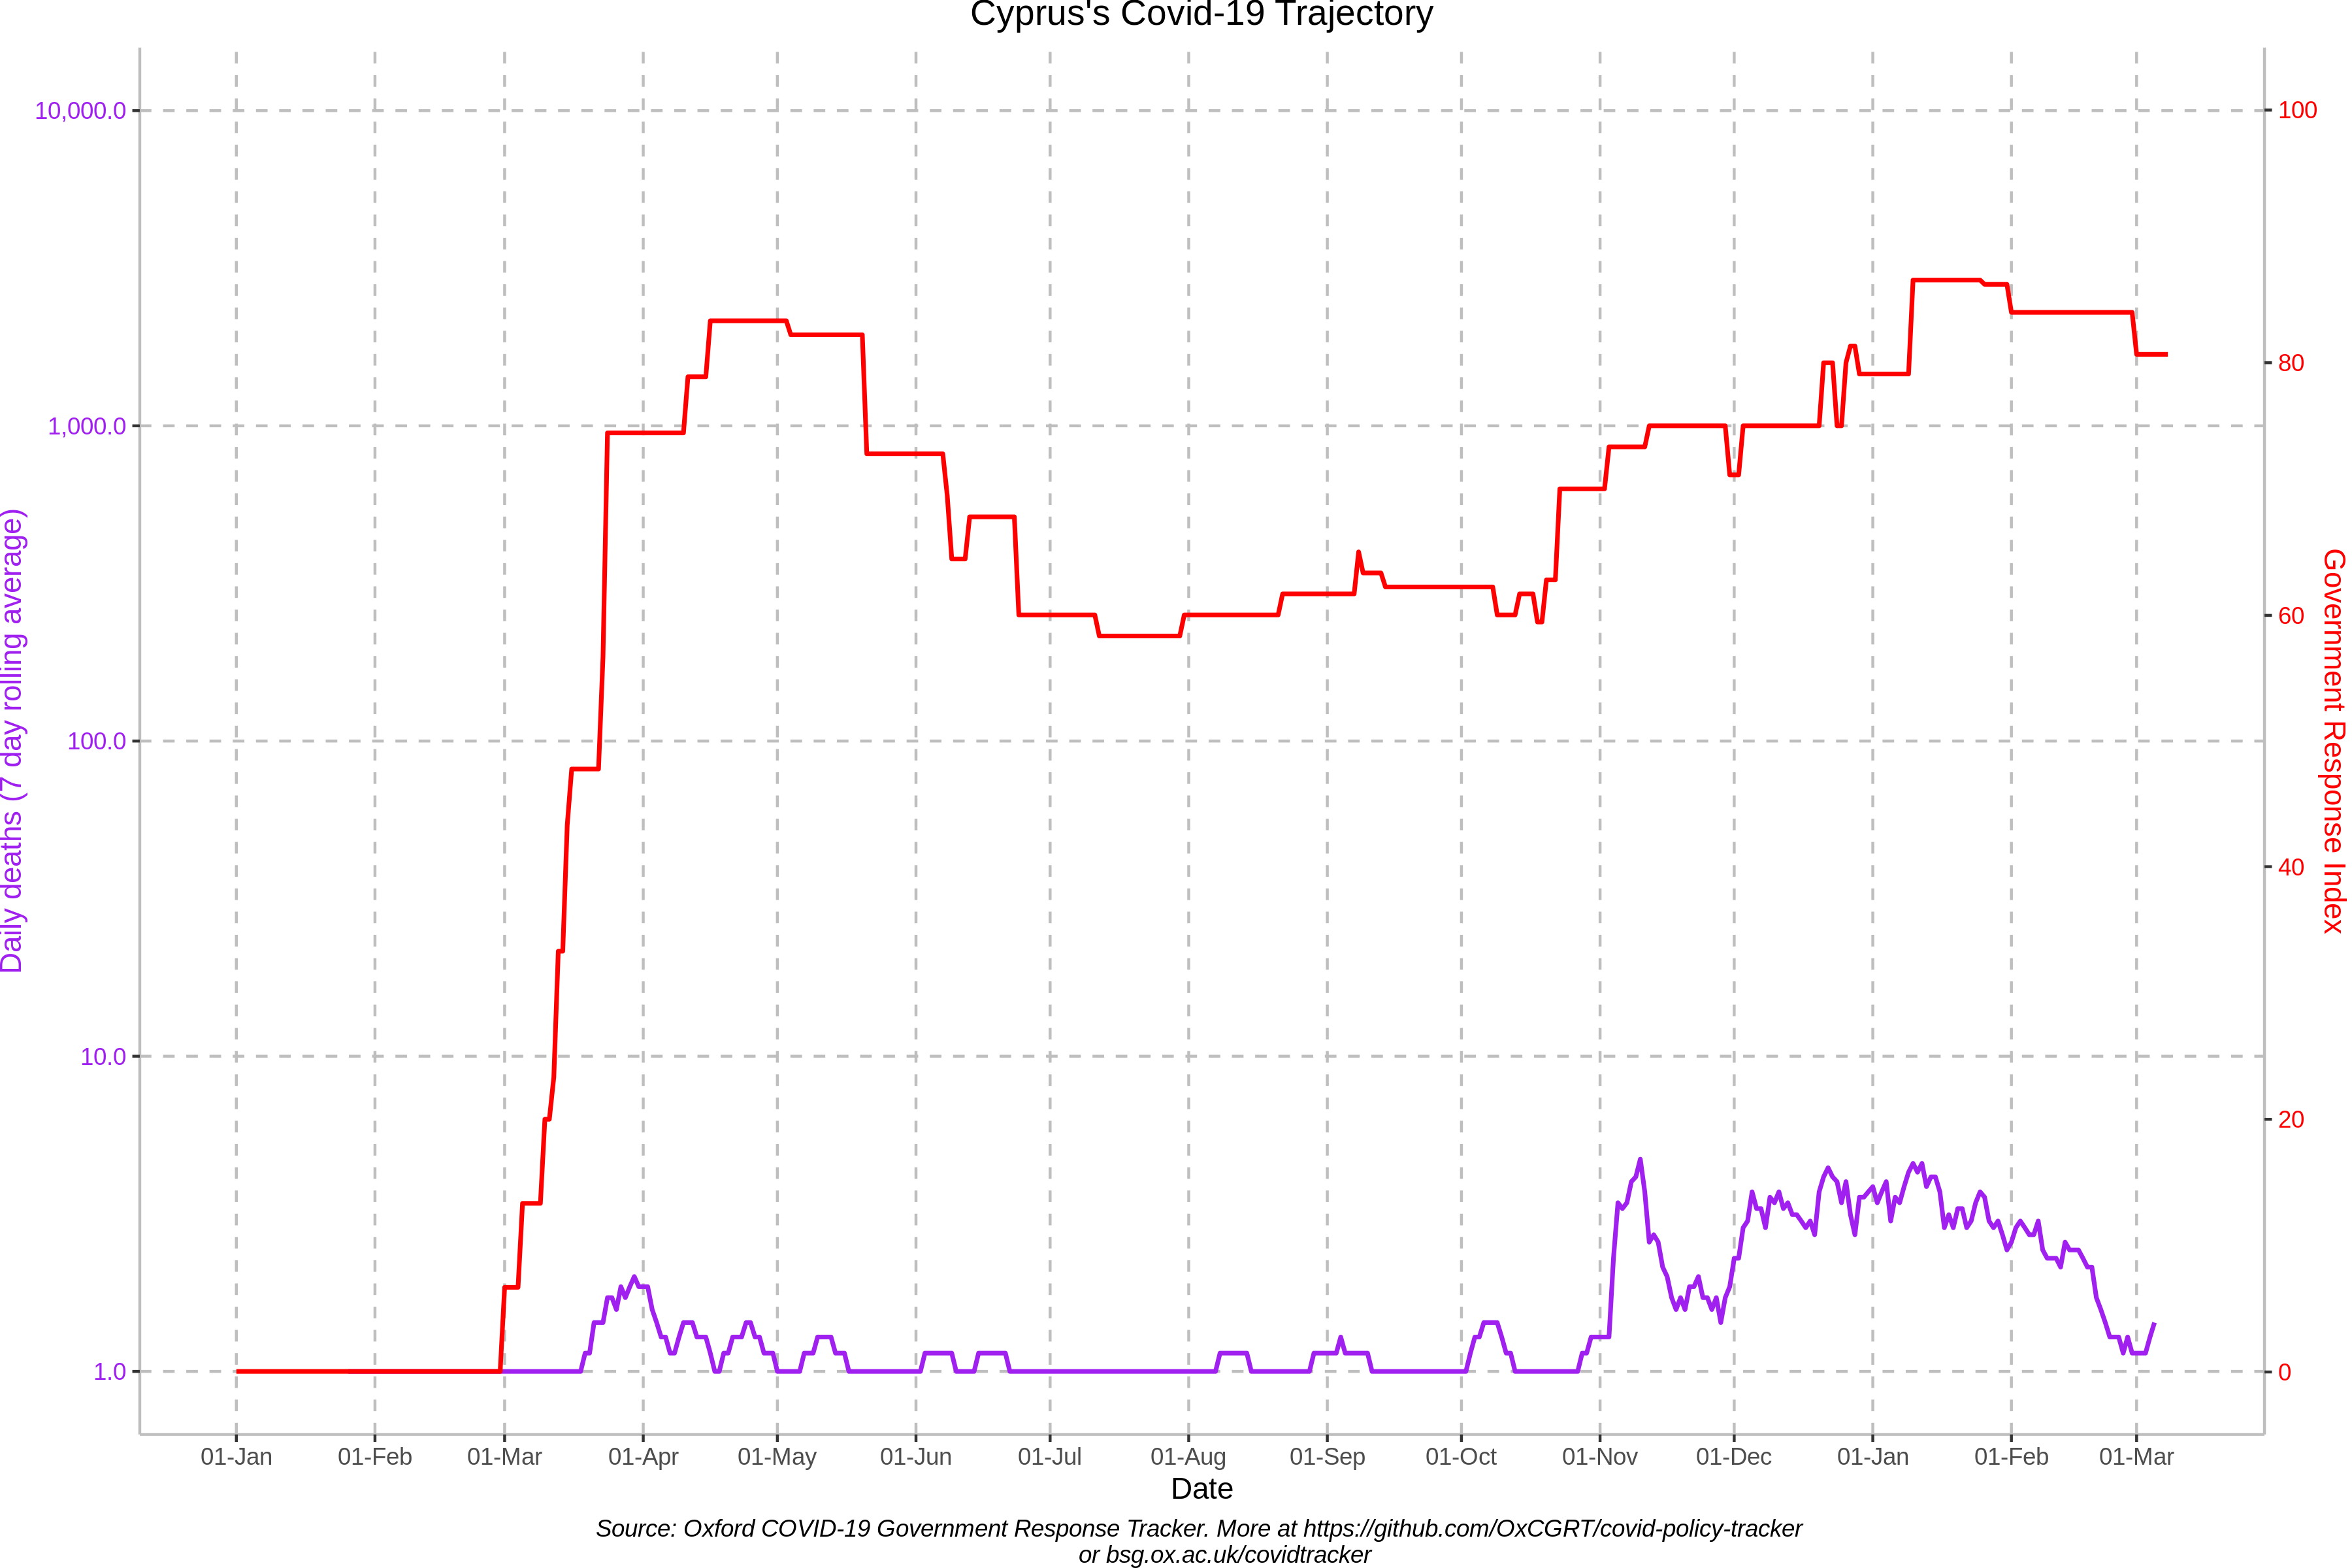 Cyprus's Covid-19 Trajectory
10,000.0
1,000.0
100.0
10.0
1.0
Daily deaths (7 day rolling average)
100
80
60
40
20
0
Government Response Index
01-Jan 01-Feb 01-Mar 01-Apr 01-May 01-Jun 01-Jul 01-Aug 01-Sep 01-Oct 01-Nov 01-Dec 01-Jan 01-Feb 01-Mar
Date
Source: Oxford COVID-19 Government Response Tracker. More at https://github.com/OxCGRT/covid-policy-tracker
or bsg.ox.ac.uk/covidtracker